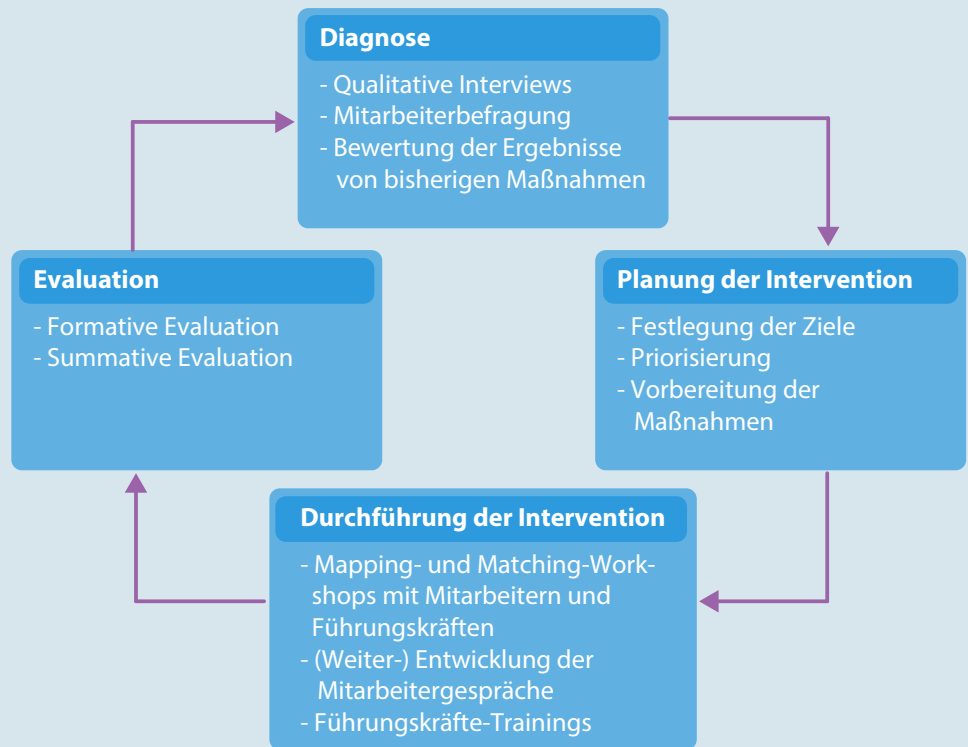 Diagnose
- Qualitative Interviews
- Mitarbeiterbefragung
- Bewertung der Ergebnisse
von bisherigen Maßnahmen
Planung der Intervention
- Festlegung der Ziele
- Priorisierung
- Vorbereitung der
Maßnahmen
Durchführung der Intervention
- Mapping- und Matching-Work-
shops mit Mitarbeitern und
Führungskräften
- (Weiter-) Entwicklung der
Mitarbeitergespräche
- Führungskräfte-Trainings
Evaluation
- Formative Evaluation
- Summative Evaluation